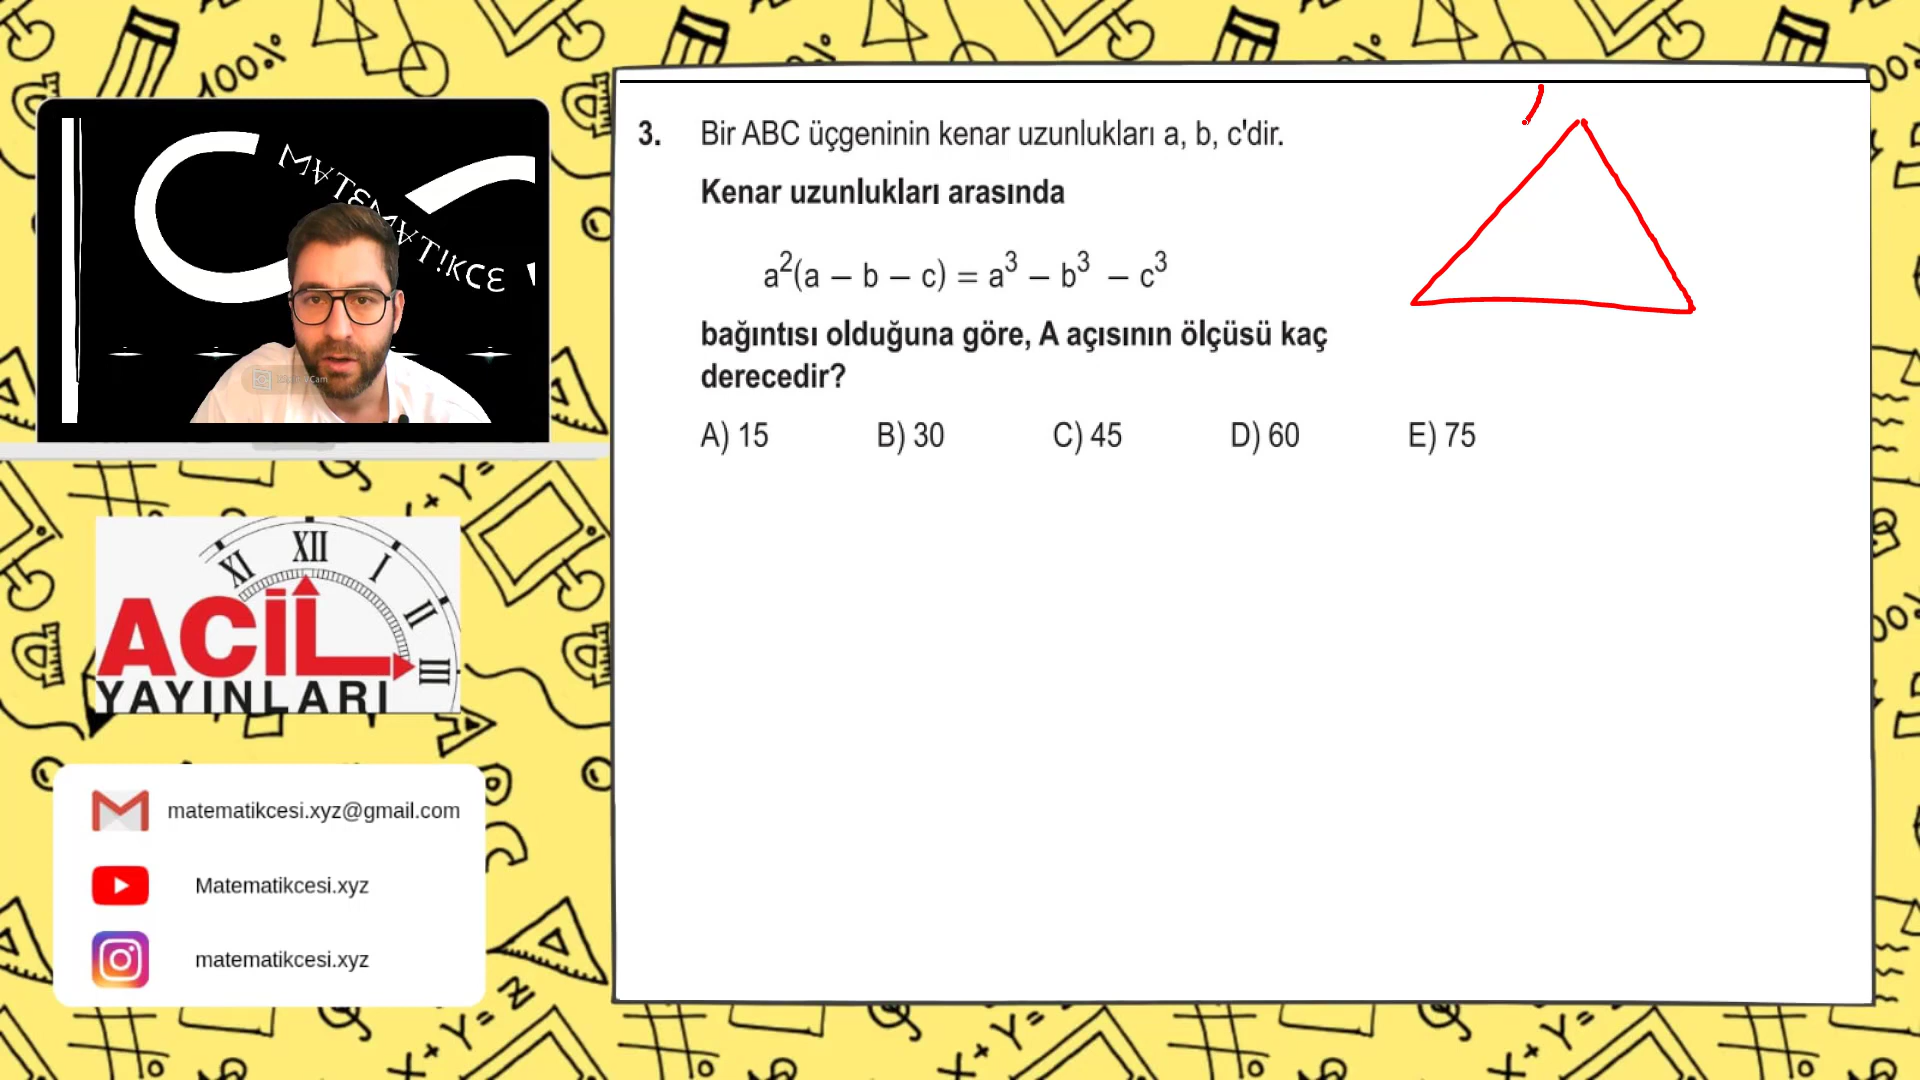 3. Bir ABC üçgeninin kenar uzunlukları a, b, c'dir.
Kenar uzunlukları arasında
a²(a – b – c) = a³ – b³ – c³
bağıntısı olduğuna göre, A açısının ölçüsü kaç
derecedir?
A) 15 B) 30 C) 45 D) 60 E) 75
XI XII I II III
ACİL
YAYINLARI
matematikcesi.xyz@gmail.com
Matematikcesi.xyz
matematikcesi.xyz
100%
X + Y = Z